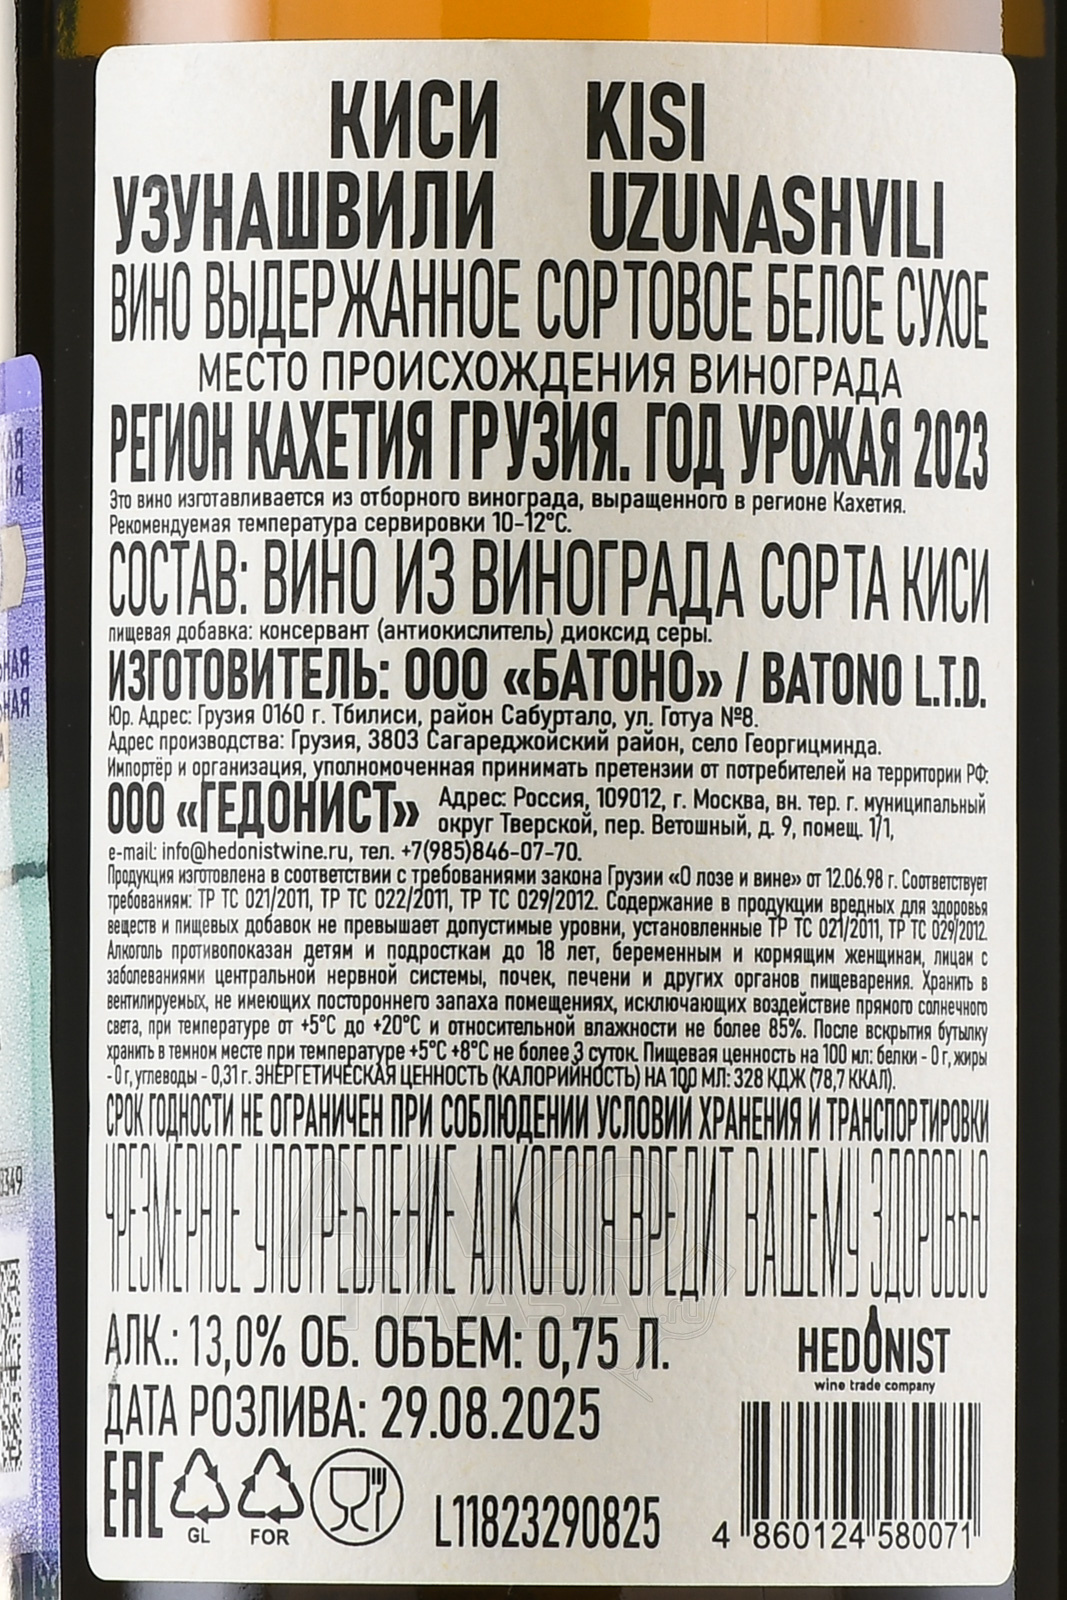 КИСИ KISI
УЗУНАШВИЛИ UZUNASHVILI
ВИНО ВЫДЕРЖАННОЕ СОРТОВОЕ БЕЛОЕ СУХОЕ
МЕСТО ПРОИСХОЖДЕНИЯ ВИНОГРАДА
РЕГИОН КАХЕТИЯ ГРУЗИЯ. ГОД УРОЖАЯ 2023
Это вино изготавливается из отборного винограда, выращенного в регионе Кахетия.
Рекомендуемая температура сервировки 10-12°С.
СОСТАВ: ВИНО ИЗ ВИНОГРАДА СОРТА КИСИ
пищевая добавка: консервант (антиокислитель) диоксид серы.
ИЗГОТОВИТЕЛЬ: ООО «БАТОНО» / BATONO L.T.D.
Юр. Адрес: Грузия 0160 г. Тбилиси, район Сабуртало, ул. Готуа №8.
Адрес производства: Грузия, 3803 Сагареджойский район, село Георгицминда.
Импортёр и организация, уполномоченная принимать претензии от потребителей на территории РФ:
ООО «ГЕДОНИСТ» Адрес: Россия, 109012, г. Москва, вн. тер. г. муниципальный
округ Тверской, пер. Ветошный, д. 9, помещ. 1/1,
e-mail: info@hedonistwine.ru, тел. +7(985)846-07-70.
Продукция изготовлена в соответствии с требованиями закона Грузии «О лозе и вине» от 12.06.98 г. Соответствует
требованиям: ТР ТС 021/2011, ТР ТС 022/2011, ТР ТС 029/2012. Содержание в продукции вредных для здоровья
веществ и пищевых добавок не превышает допустимые уровни, установленные ТР ТС 021/2011, ТР ТС 029/2012.
Алкоголь противопоказан детям и подросткам до 18 лет, беременным и кормящим женщинам, лицам с
заболеваниями центральной нервной системы, почек, печени и других органов пищеварения. Хранить в
вентилируемых, не имеющих постороннего запаха помещениях, исключающих воздействие прямого солнечного
света, при температуре от +5°С до +20°С и относительной влажности не более 85%. После вскрытия бутылку
хранить в темном месте при температуре +5°С +8°С не более 3 суток. Пищевая ценность на 100 мл: белки - 0 г, жиры
- 0 г, углеводы - 0,31 г. ЭНЕРГЕТИЧЕСКАЯ ЦЕННОСТЬ (КАЛОРИЙНОСТЬ) НА 100 МЛ: 328 КДЖ (78,7 ККАЛ).
СРОК ГОДНОСТИ НЕ ОГРАНИЧЕН ПРИ СОБЛЮДЕНИИ УСЛОВИЙ ХРАНЕНИЯ И ТРАНСПОРТИРОВКИ
ЧРЕЗМЕРНОЕ УПОТРЕБЛЕНИЕ АЛКОГОЛЯ ВРЕДИТ ВАШЕМУ ЗДОРОВЬЮ
АЛКО
ПЛАЗА.ru
АЛК.: 13,0% ОБ. ОБЪЕМ: 0,75 Л.
ДАТА РОЗЛИВА: 29.08.2025
HEDONIST
wine trade company
EAC GL FOR L11823290825
4 860124 580071